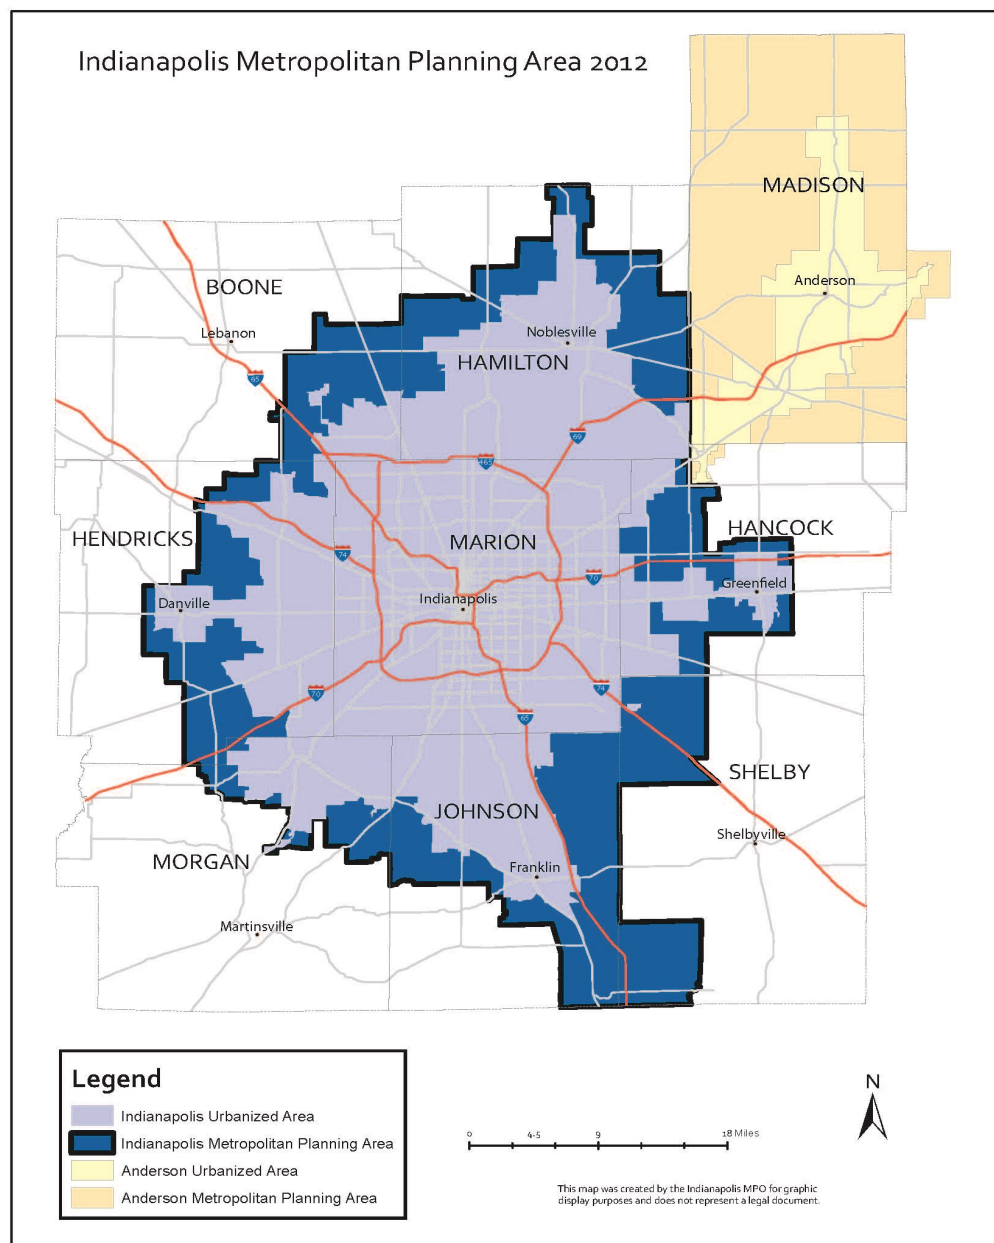 Indianapolis Metropolitan Planning Area 2012
MADISON
Anderson
BOONE
Lebanon
Noblesville
HAMILTON
65
69
465
HENDRICKS
MARION
HANCOCK
74
70
Danville
Indianapolis
Greenfield
70
74
65
SHELBY
JOHNSON
Shelbyville
MORGAN
Franklin
Martinsville
Legend
Indianapolis Urbanized Area
Indianapolis Metropolitan Planning Area
Anderson Urbanized Area
Anderson Metropolitan Planning Area
0 4.5 9 18 Miles
N
This map was created by the Indianapolis MPO for graphic
display purposes and does not represent a legal document.